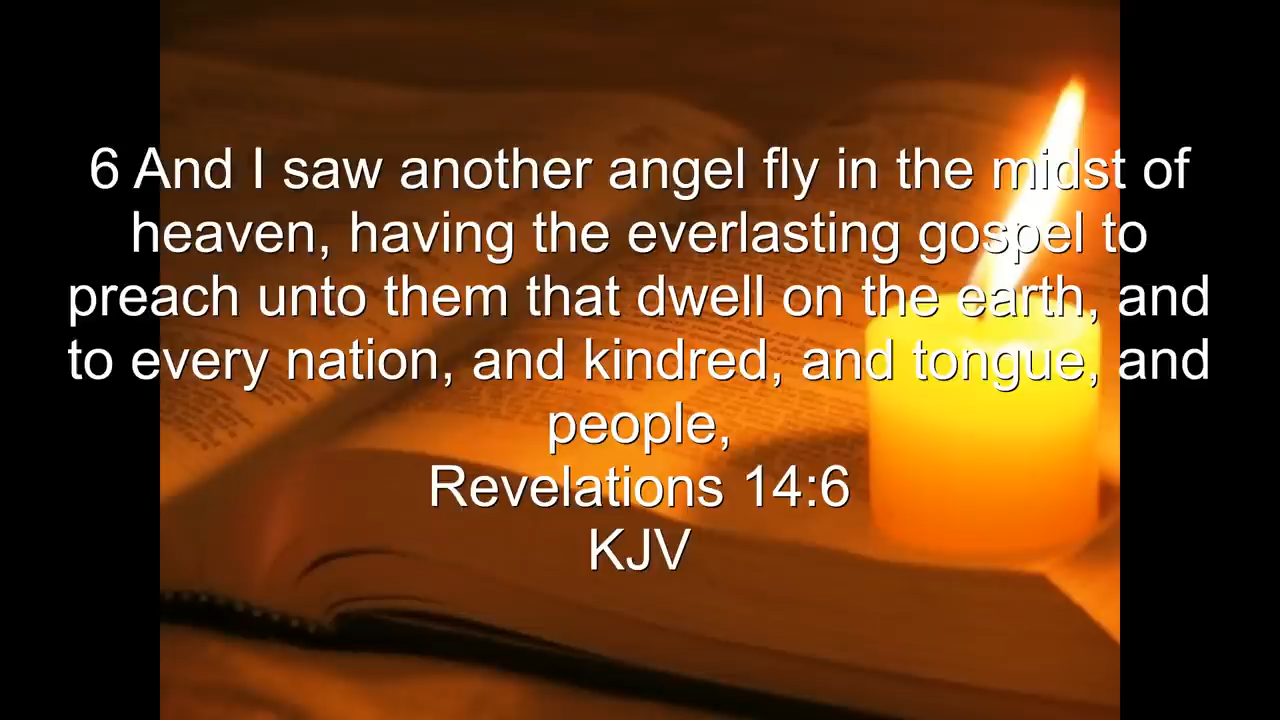 6 And I saw another angel fly in the midst of
heaven, having the everlasting gospel to
preach unto them that dwell on the earth, and
to every nation, and kindred, and tongue, and
people,
Revelations 14:6
KJV